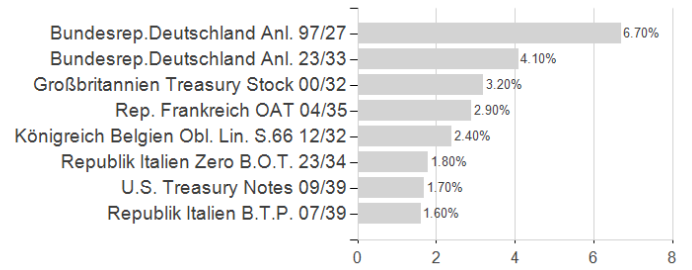 Bundesrep.Deutschland Anl. 97/27 6.70%
Bundesrep.Deutschland Anl. 23/33 4.10%
Großbritannien Treasury Stock 00/32 3.20%
Rep. Frankreich OAT 04/35 2.90%
Königreich Belgien Obl. Lin. S.66 12/32 2.40%
Republik Italien Zero B.O.T. 23/34 1.80%
U.S. Treasury Notes 09/39 1.70%
Republik Italien B.T.P. 07/39 1.60%
0 2 4 6 8